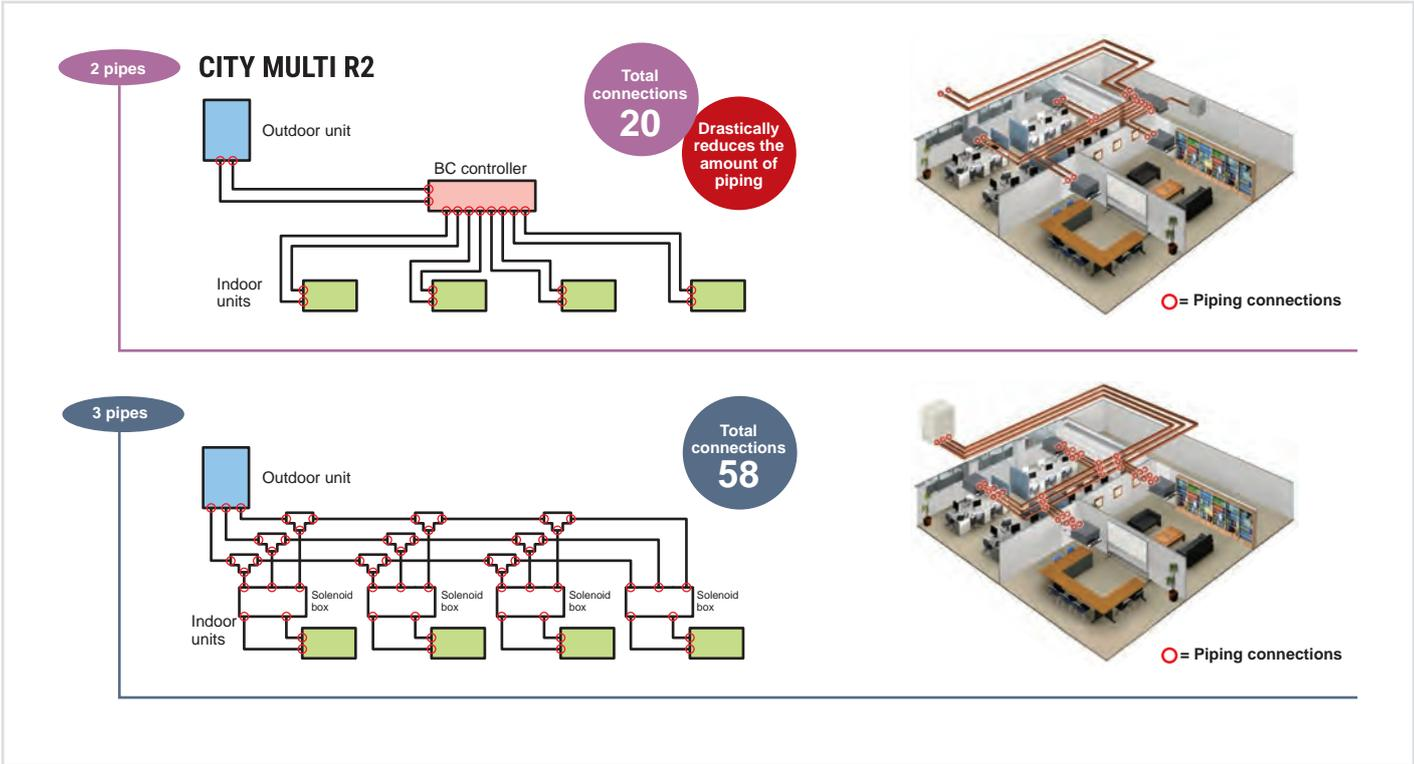 2 pipes
CITY MULTI R2
Outdoor unit
BC controller
Indoor
units
Total
connections
20
Drastically
reduces the
amount of
piping
= Piping connections
3 pipes
Outdoor unit
Solenoid
box
Solenoid
box
Solenoid
box
Solenoid
box
Indoor
units
Total
connections
58
= Piping connections